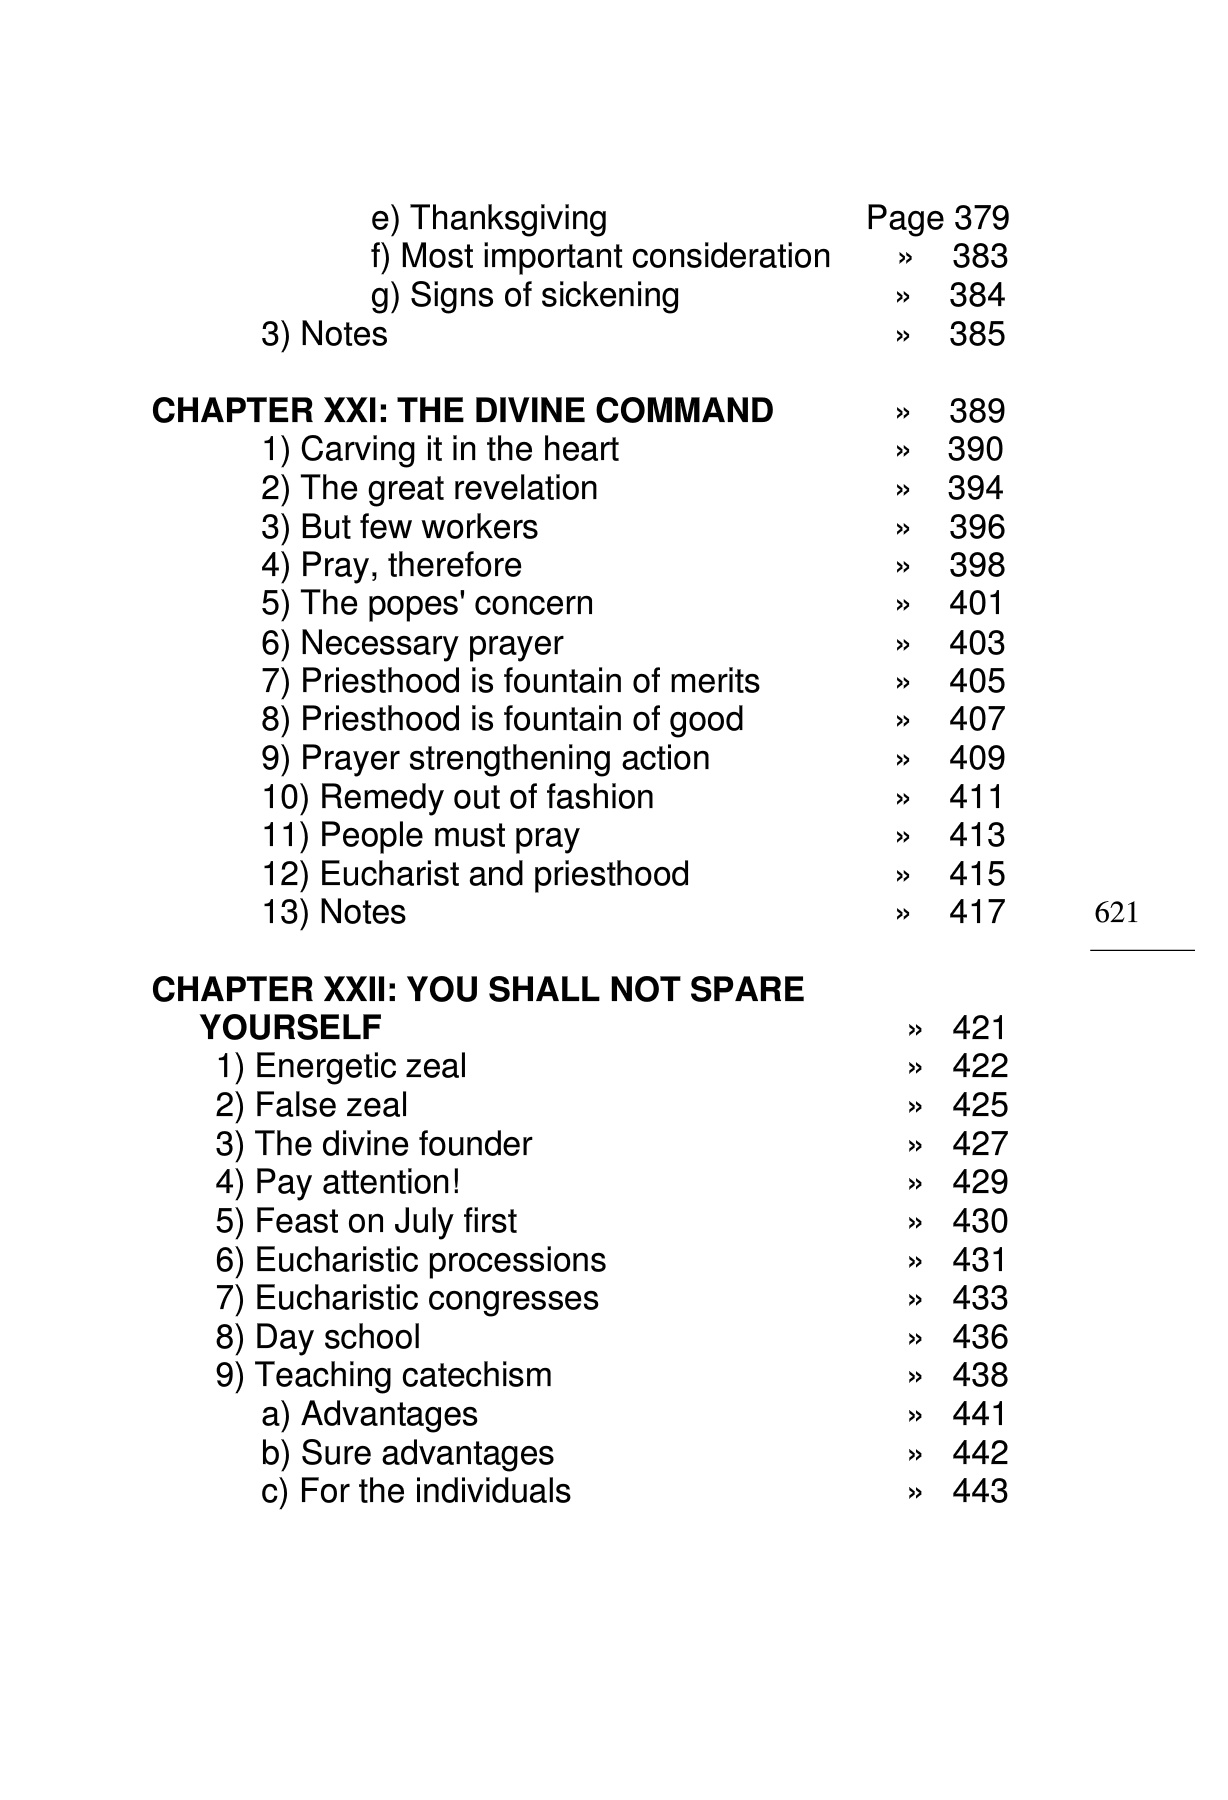 e) Thanksgiving Page 379
f) Most important consideration » 383
g) Signs of sickening » 384
3) Notes » 385
CHAPTER XXI: THE DIVINE COMMAND » 389
1) Carving it in the heart » 390
2) The great revelation » 394
3) But few workers » 396
4) Pray, therefore » 398
5) The popes' concern » 401
6) Necessary prayer » 403
7) Priesthood is fountain of merits » 405
8) Priesthood is fountain of good » 407
9) Prayer strengthening action » 409
10) Remedy out of fashion » 411
11) People must pray » 413
12) Eucharist and priesthood » 415
13) Notes » 417
621
CHAPTER XXII: YOU SHALL NOT SPARE
YOURSELF » 421
1) Energetic zeal » 422
2) False zeal » 425
3) The divine founder » 427
4) Pay attention! » 429
5) Feast on July first » 430
6) Eucharistic processions » 431
7) Eucharistic congresses » 433
8) Day school » 436
9) Teaching catechism » 438
a) Advantages » 441
b) Sure advantages » 442
c) For the individuals » 443